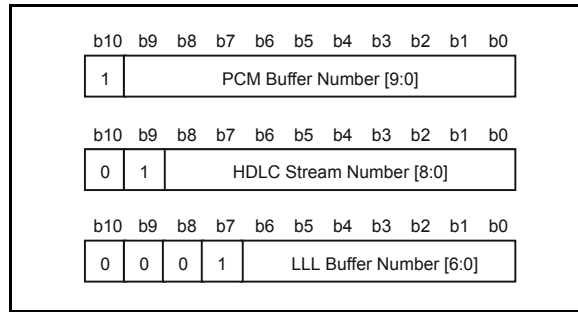 b10 b9 b8 b7 b6 b5 b4 b3 b2 b1 b0
1 PCM Buffer Number [9:0]
b10 b9 b8 b7 b6 b5 b4 b3 b2 b1 b0
0 1 HDLC Stream Number [8:0]
b10 b9 b8 b7 b6 b5 b4 b3 b2 b1 b0
0 0 0 1 LLL Buffer Number [6:0]